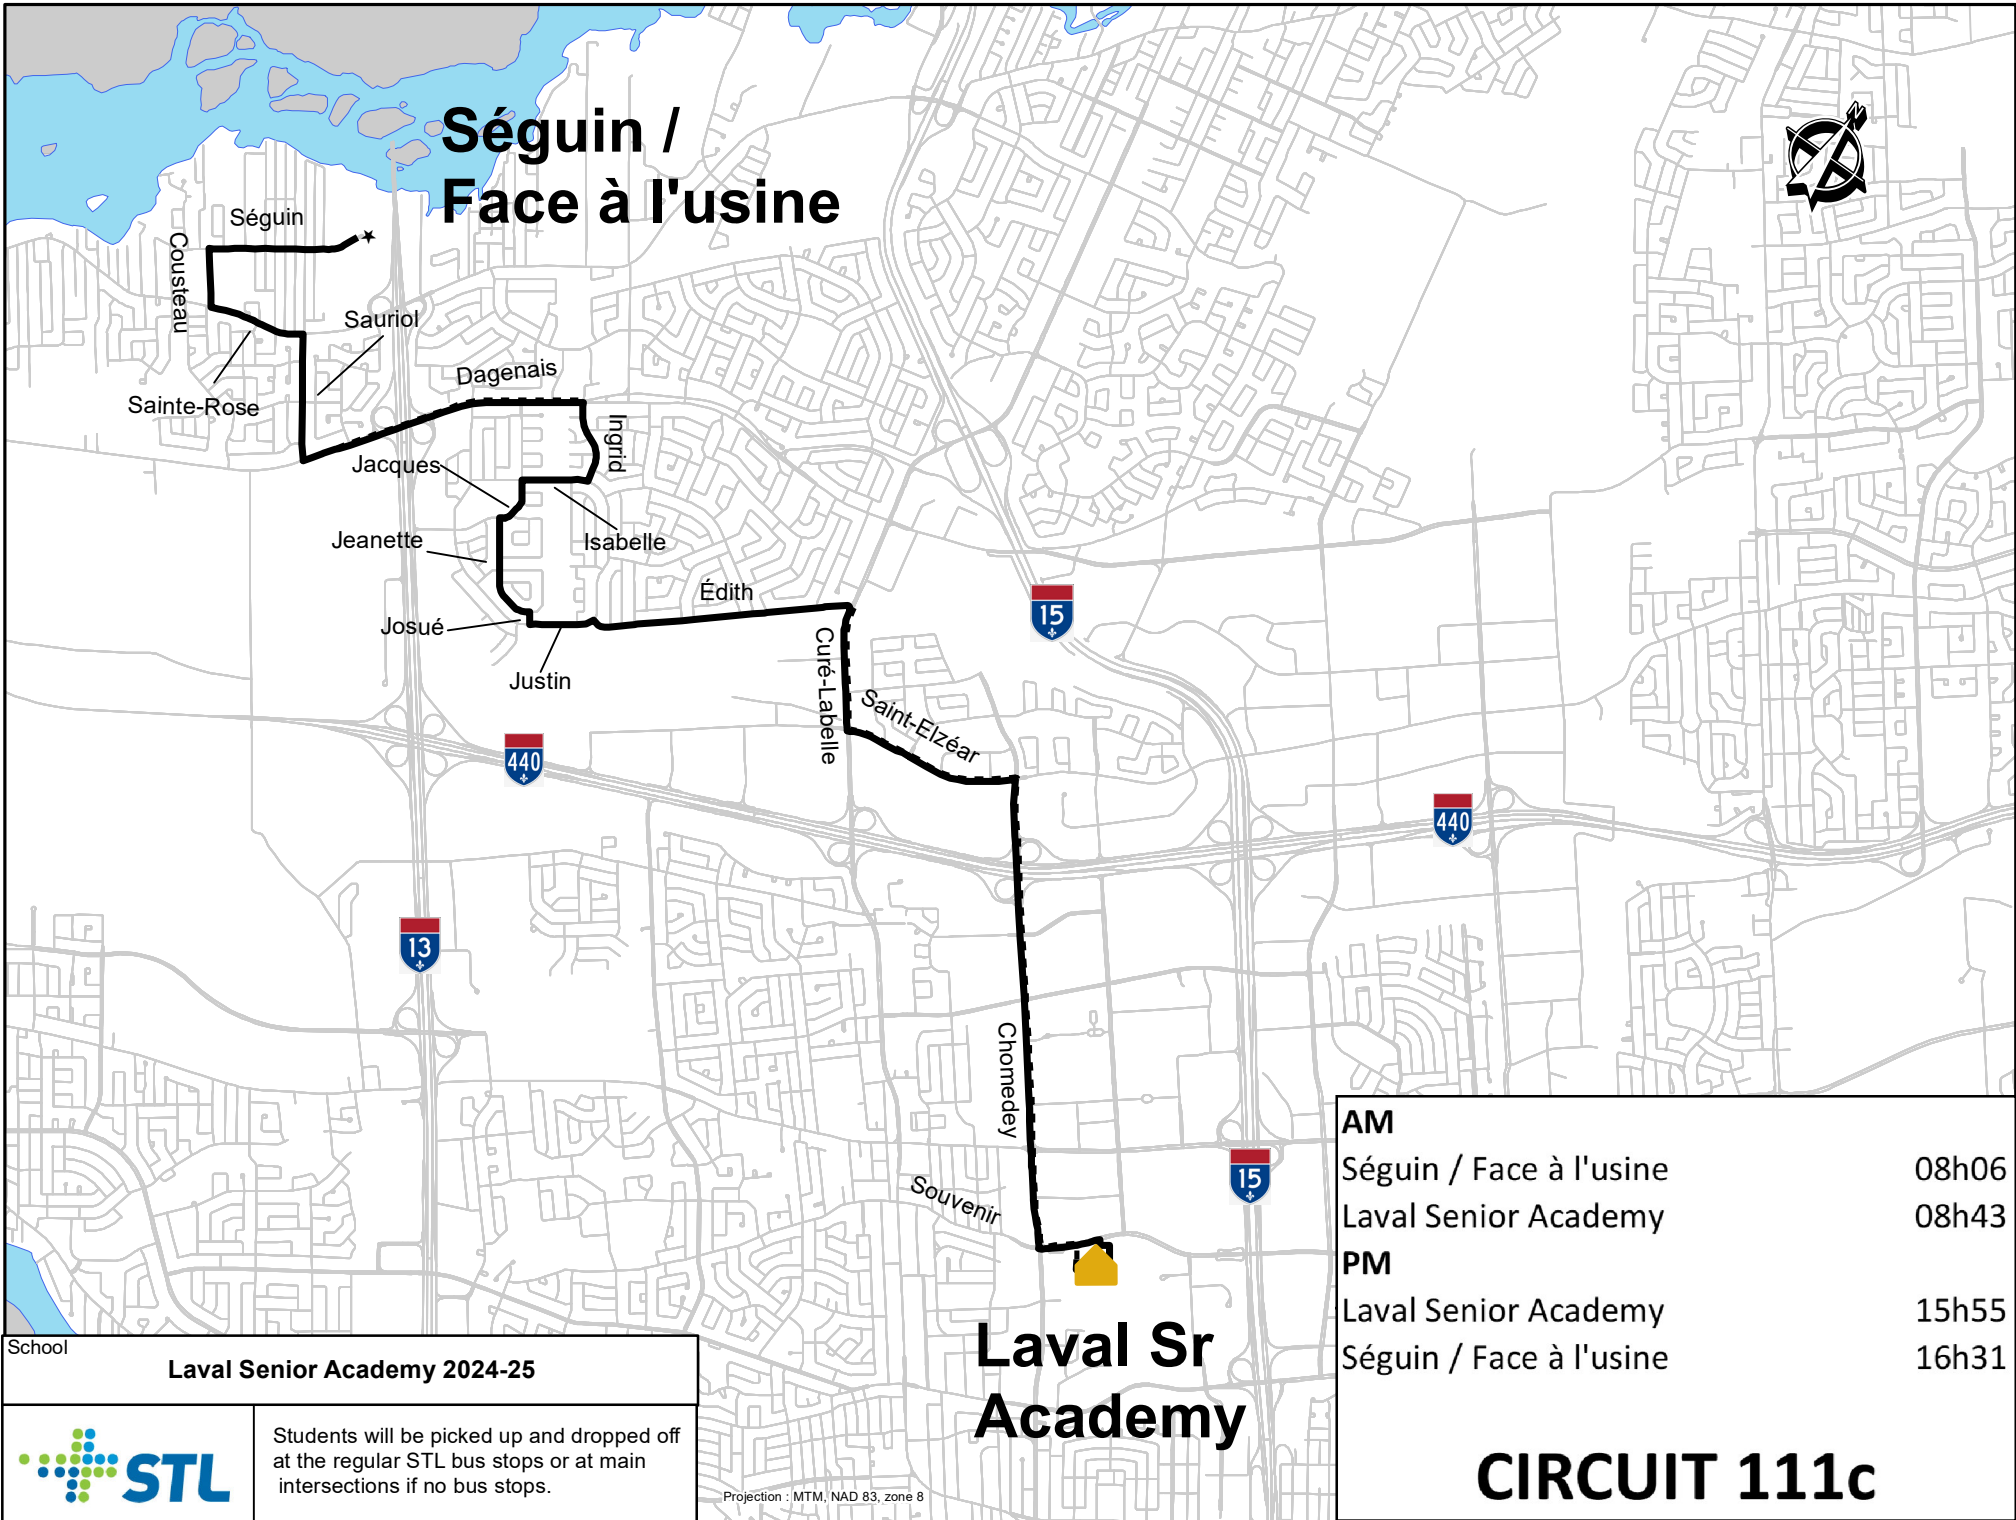 Séguin /
Face à l'usine
N
Séguin
Cousteau
Sauriol
Sainte-Rose
Dagenais
Ingrid
Jacques
Jeanette
Isabelle
Édith
Josué
Justin
15
Curé-Labelle
Saint-Elzéar
440
440
13
Chomedey
15
Souvenir
Laval Sr
Academy
AM
Séguin / Face à l'usine 08h06
Laval Senior Academy 08h43
PM
Laval Senior Academy 15h55
Séguin / Face à l'usine 16h31
CIRCUIT 111c
School
Laval Senior Academy 2024-25
STL
Students will be picked up and dropped off
at the regular STL bus stops or at main
intersections if no bus stops.
Projection : MTM, NAD 83, zone 8